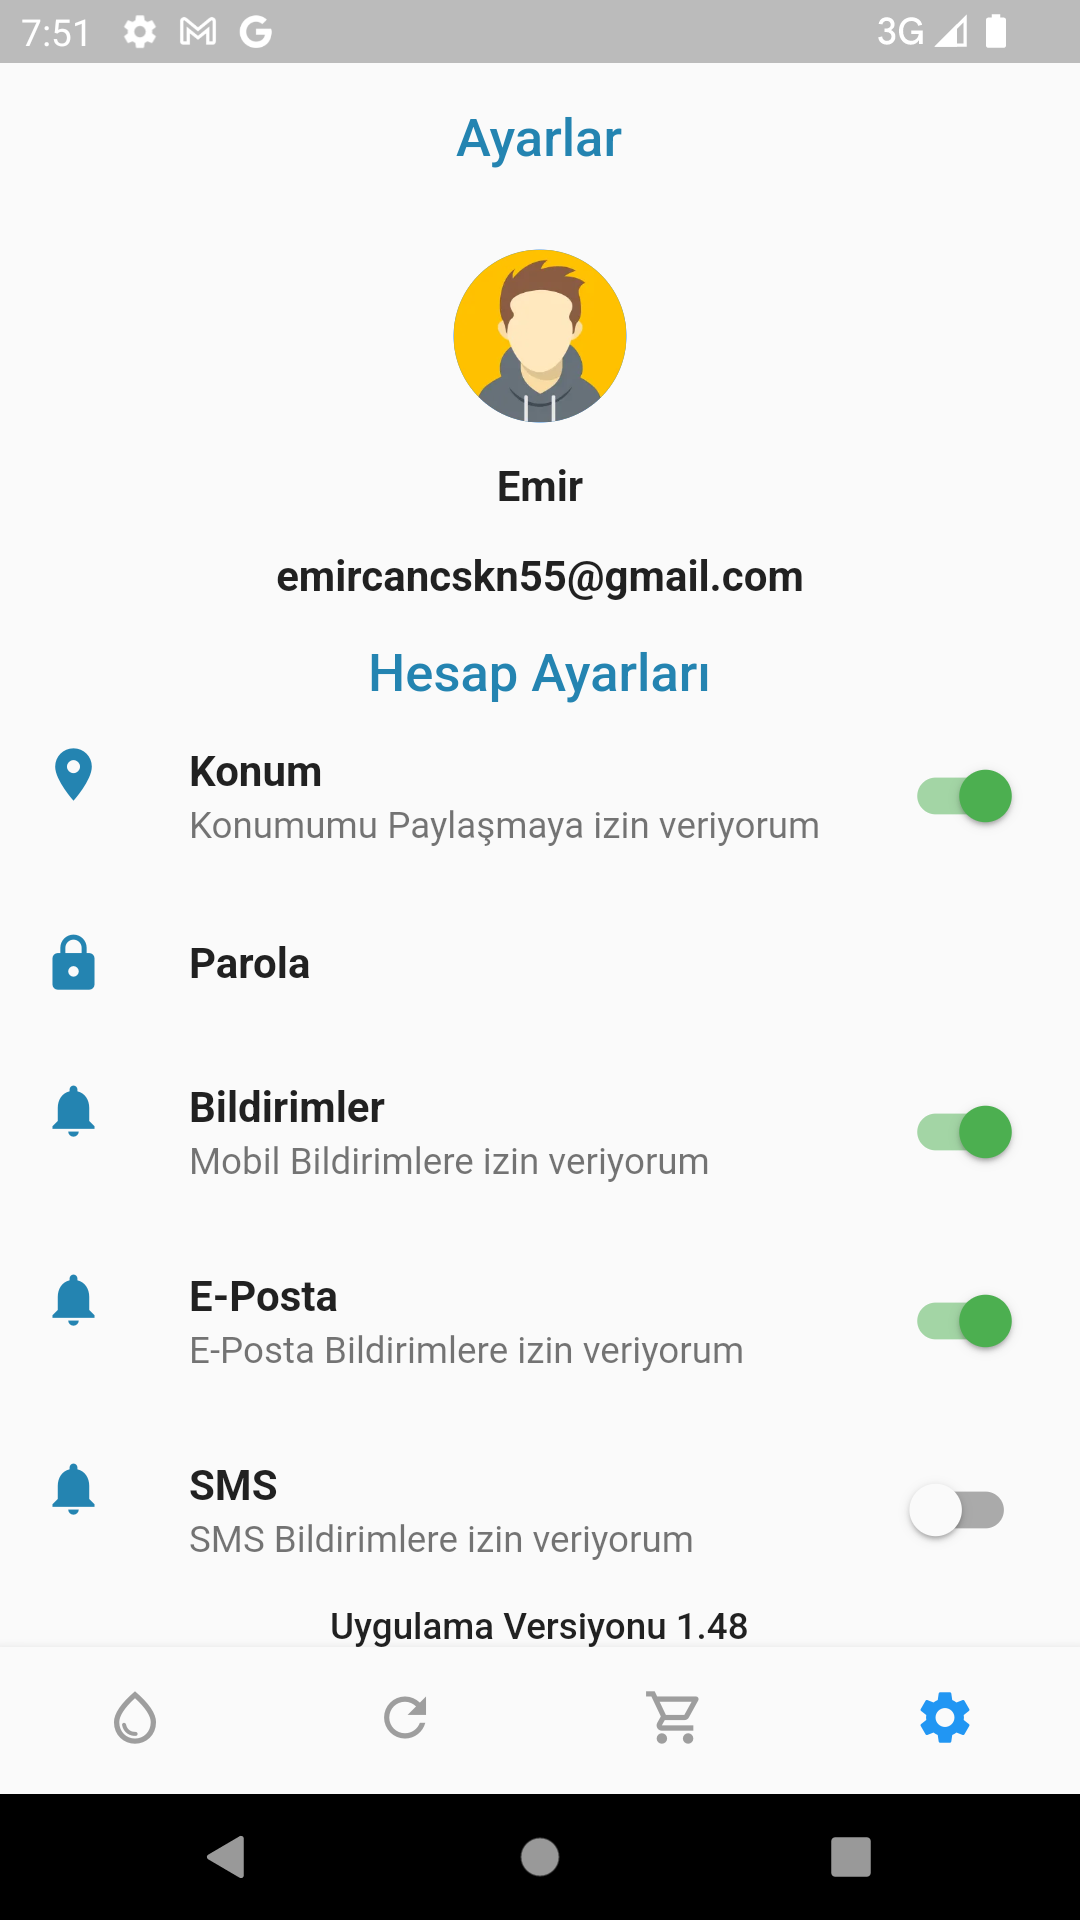 7:51 3G
Ayarlar
Emir
emircancskn55@gmail.com
Hesap Ayarları
Konum
Konumumu Paylaşmaya izin veriyorum
Parola
Bildirimler
Mobil Bildirimlere izin veriyorum
E-Posta
E-Posta Bildirimlere izin veriyorum
SMS
SMS Bildirimlere izin veriyorum
Uygulama Versiyonu 1.48